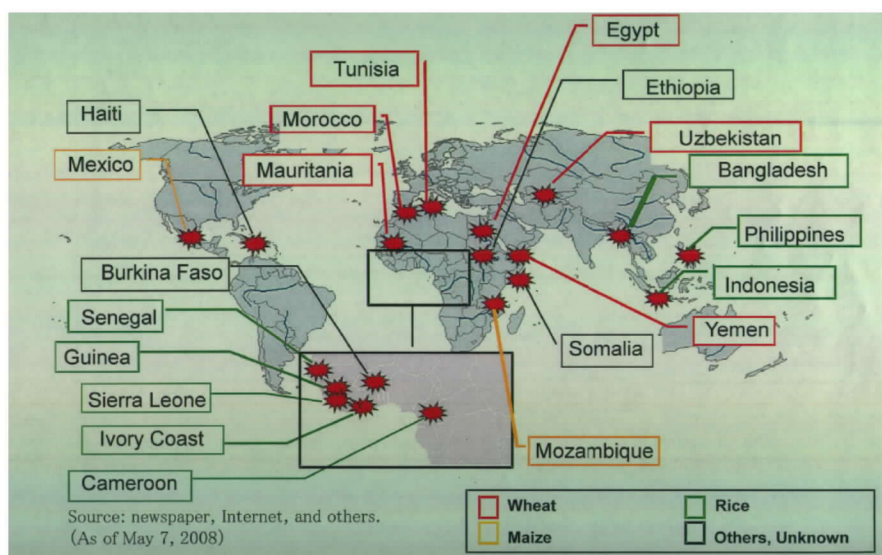 Egypt
Tunisia
Ethiopia
Haiti
Morocco
Uzbekistan
Mexico
Mauritania
Bangladesh
Philippines
Burkina Faso
Indonesia
Senegal
Yemen
Guinea
Somalia
Sierra Leone
Ivory Coast
Mozambique
Cameroon
Source: newspaper, Internet, and others.
(As of May 7, 2008)
Wheat
Rice
Maize
Others, Unknown